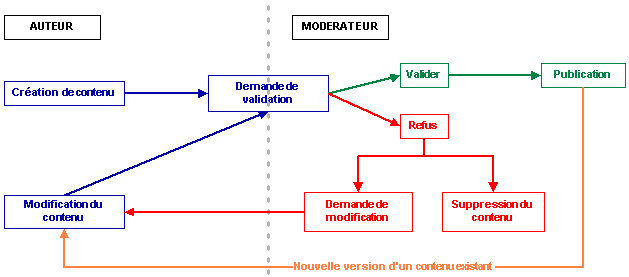 AUTEUR
MODERATEUR
Création de contenu
Demande de
validation
Valider
Publication
Refus
Modification du
contenu
Demande de
modification
Suppression du
contenu
Nouvelle version d'un contenu existant